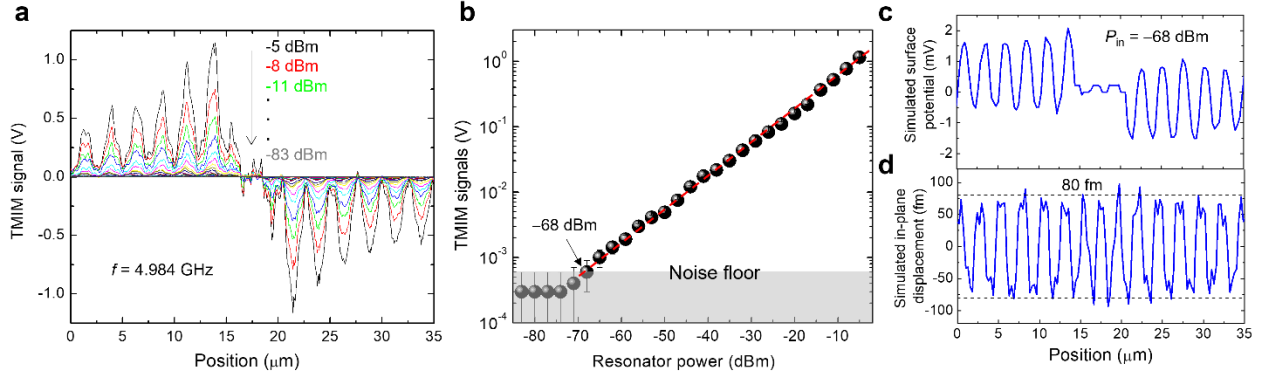 a
TMIM signal (V)
1.0
0.5
0.0
-0.5
-1.0
-5 dBm
-8 dBm
-11 dBm
-83 dBm
f = 4.984 GHz
0 5 10 15 20 25 30 35
Position (μm)
b
TMIM signals (V)
10⁰
10⁻¹
10⁻²
10⁻³
10⁻⁴
−68 dBm
Noise floor
-80 -70 -60 -50 -40 -30 -20 -10
Resonator power (dBm)
c
Simulated surface
potential (mV)
2
1
0
1
2
Pin = −68 dBm
d
Simulated in-plane
displacement (fm)
100
50
0
-50
-100
80 fm
0 5 10 15 20 25 30 35
Position (μm)